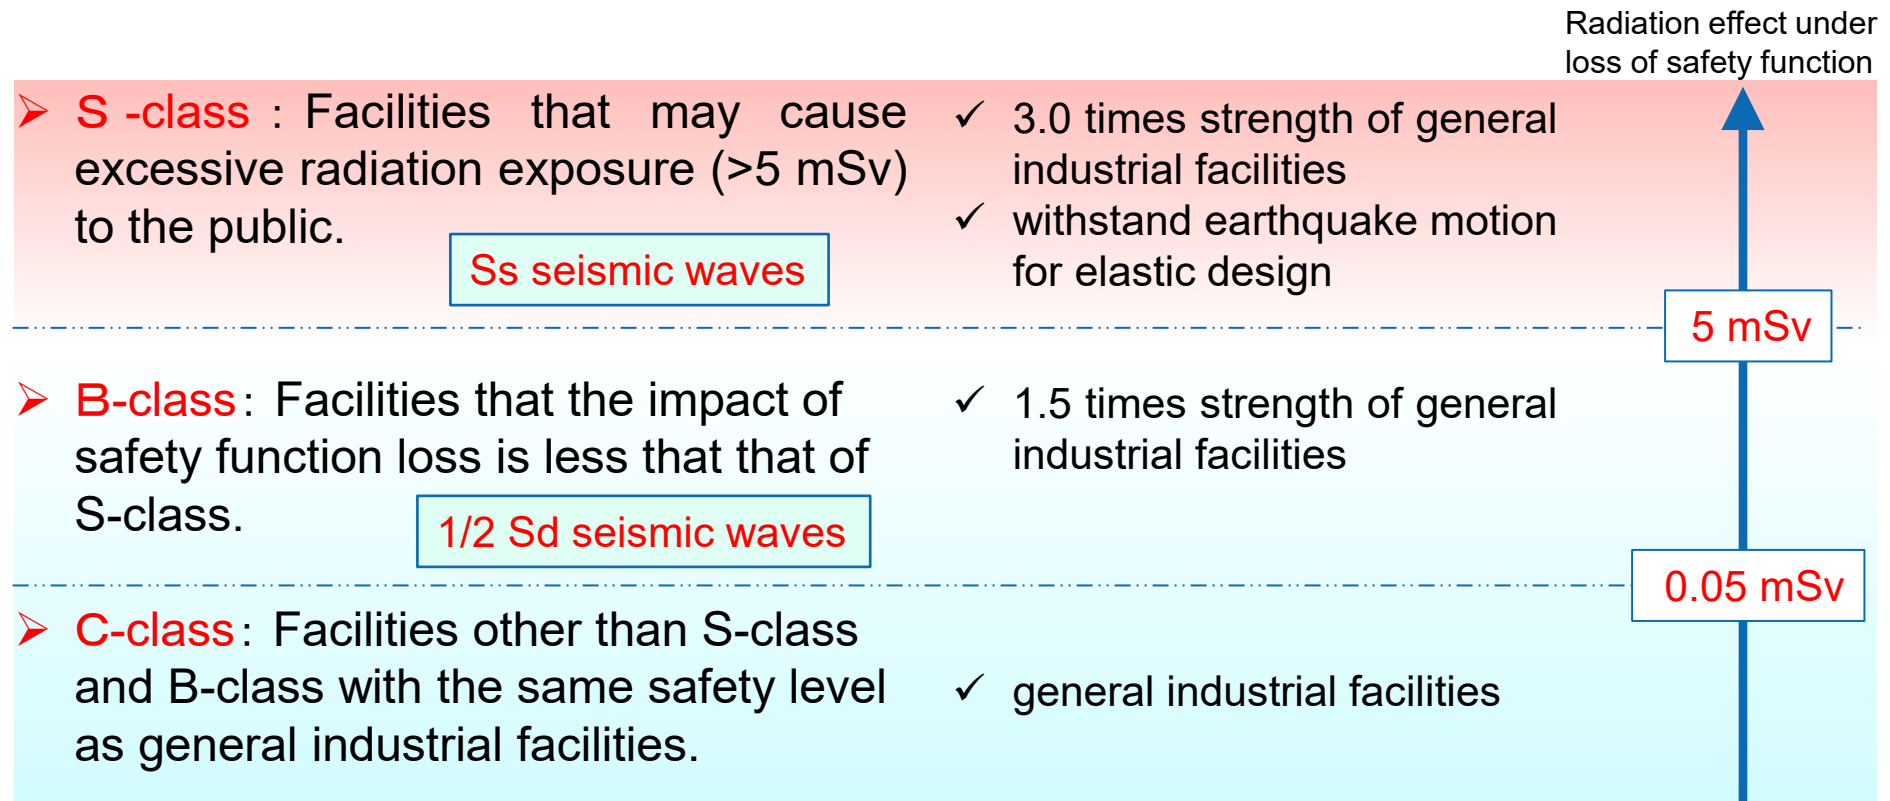 Radiation effect under
loss of safety function
➢ S -class : Facilities that may cause
excessive radiation exposure (>5 mSv)
to the public.
Ss seismic waves
✓ 3.0 times strength of general
industrial facilities
✓ withstand earthquake motion
for elastic design
5 mSv
➢ B-class: Facilities that the impact of
safety function loss is less that that of
S-class.
1/2 Sd seismic waves
✓ 1.5 times strength of general
industrial facilities
0.05 mSv
➢ C-class: Facilities other than S-class
and B-class with the same safety level
as general industrial facilities.
✓ general industrial facilities